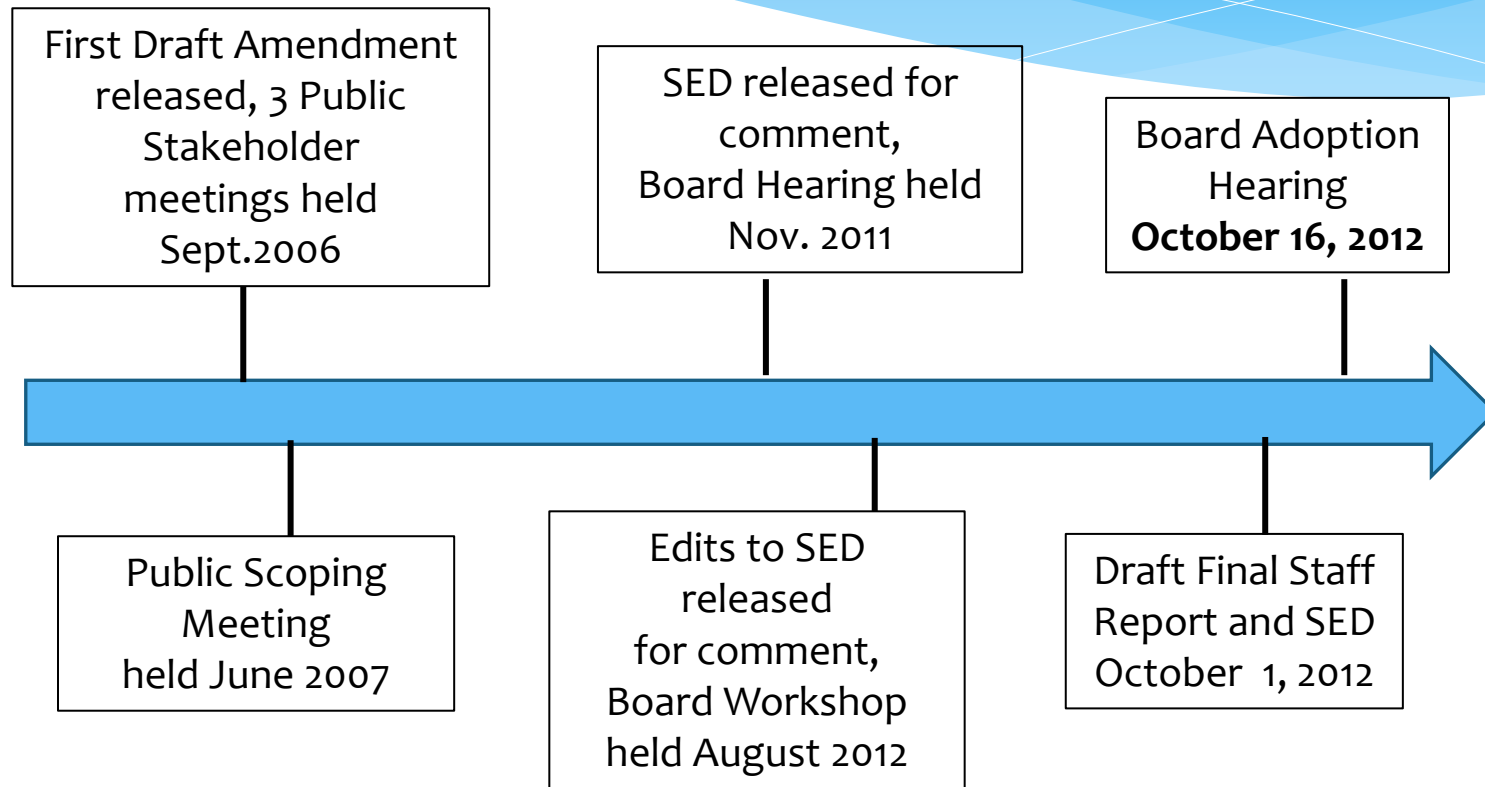 First Draft Amendment
released, 3 Public
Stakeholder
meetings held
Sept.2006
SED released for
comment,
Board Hearing held
Nov. 2011
Board Adoption
Hearing
October 16, 2012
Public Scoping
Meeting
held June 2007
Edits to SED
released
for comment,
Board Workshop
held August 2012
Draft Final Staff
Report and SED
October 1, 2012